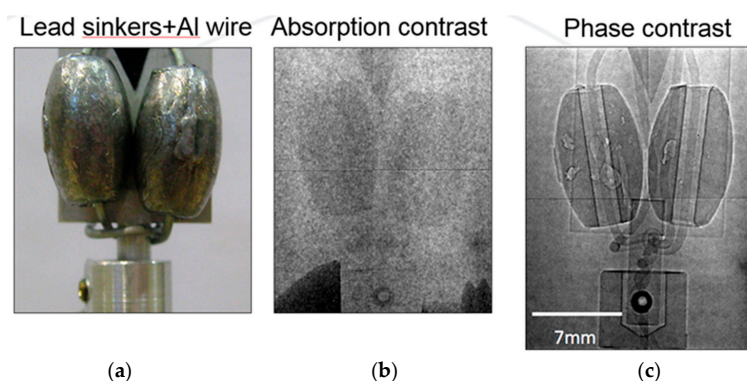 Lead sinkers+Al wire Absorption contrast Phase contrast
7mm
(a) (b) (c)